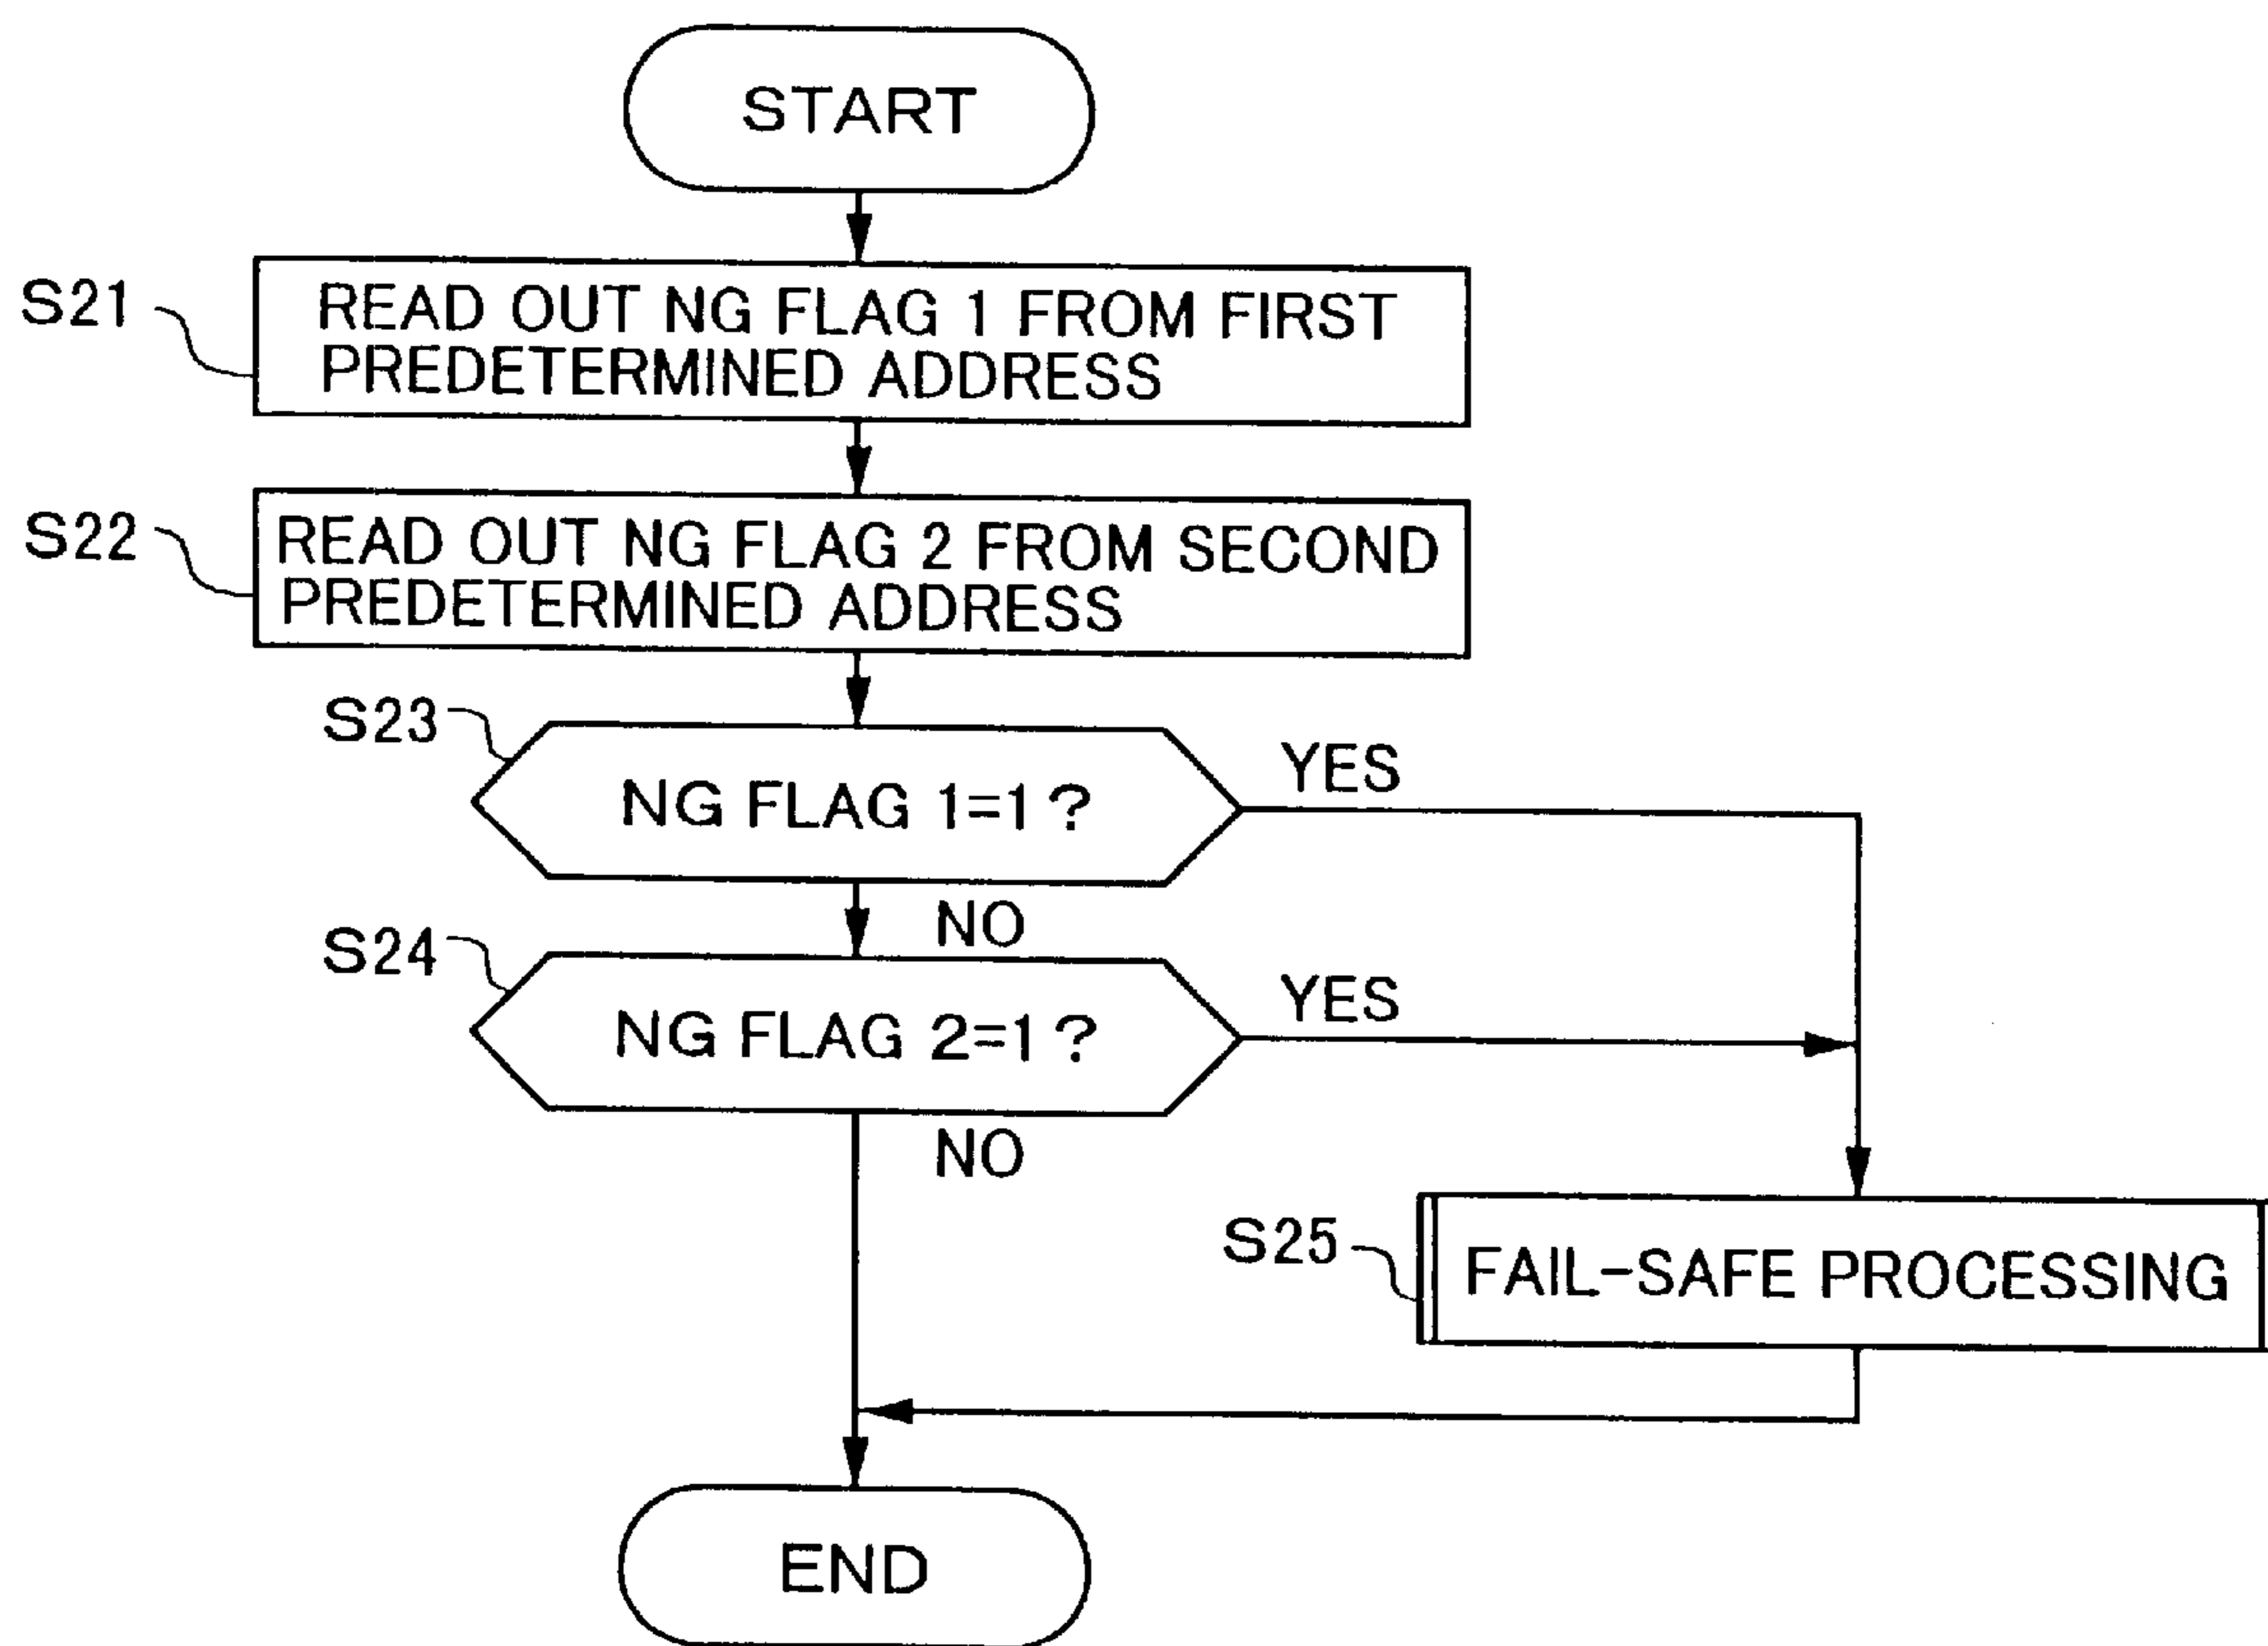 START
S21
READ OUT NG FLAG 1 FROM FIRST
PREDETERMINED ADDRESS
S22
READ OUT NG FLAG 2 FROM SECOND
PREDETERMINED ADDRESS
S23
NG FLAG 1=1 ?
YES
NO
S24
NG FLAG 2=1 ?
YES
NO
S25
FAIL-SAFE PROCESSING
END